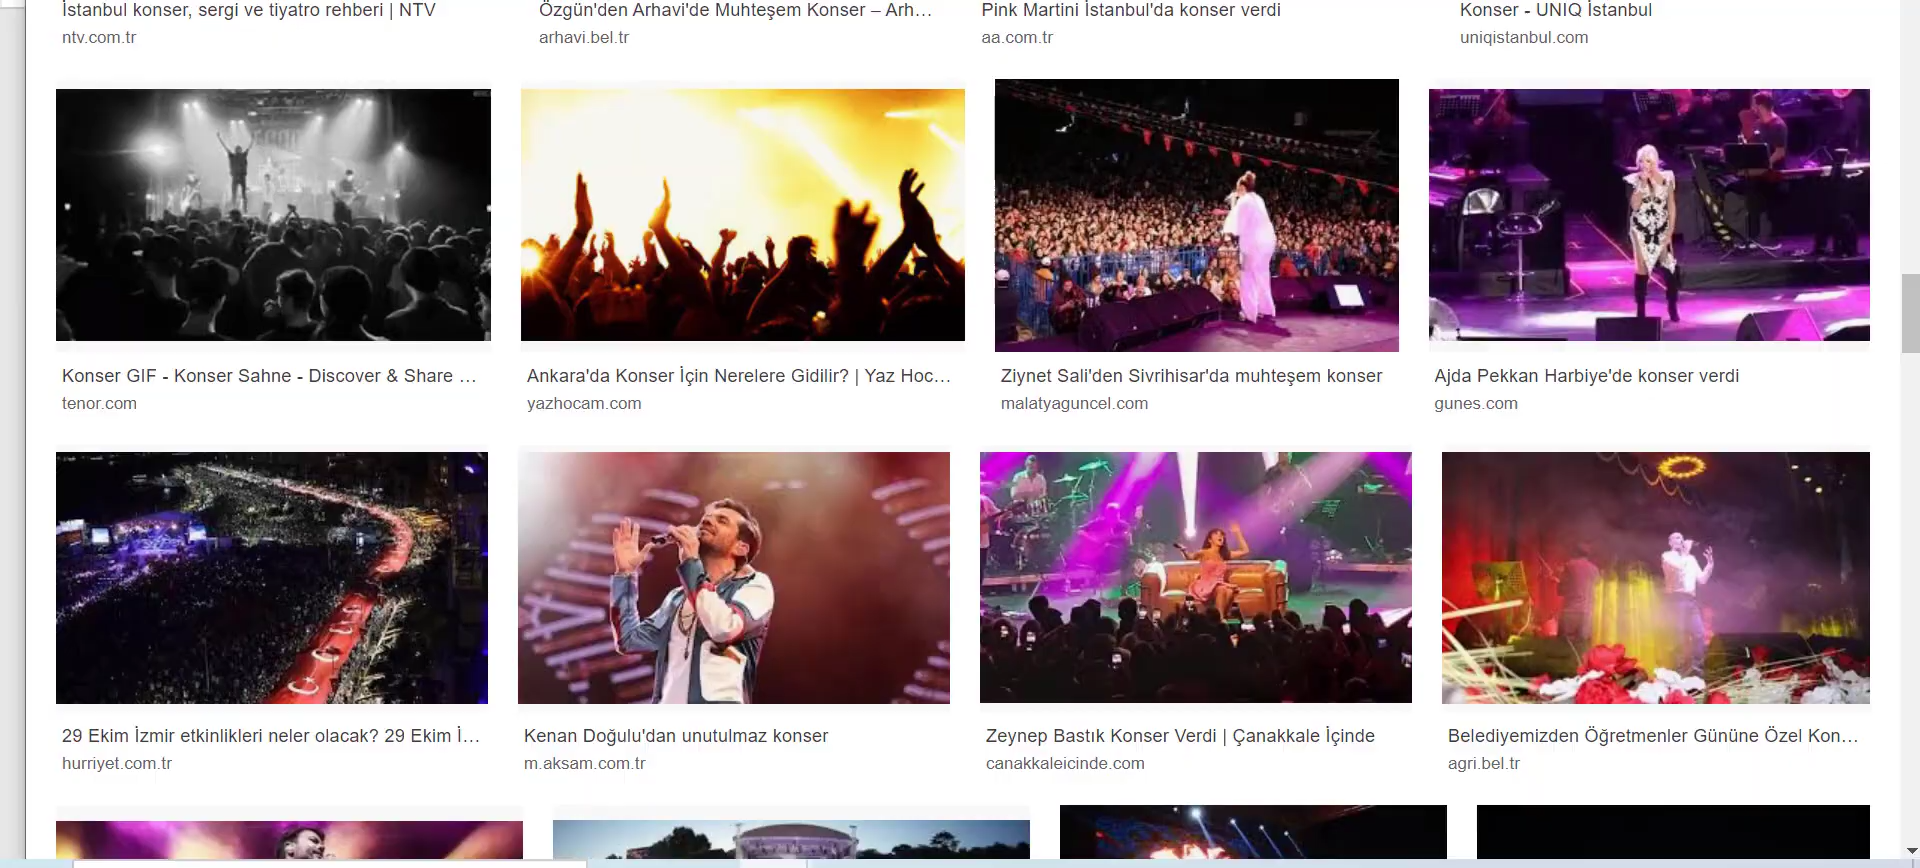 İstanbul konser, sergi ve tiyatro rehberi | NTV
ntv.com.tr
Özgün'den Arhavi'de Muhteşem Konser – Arh...
arhavi.bel.tr
Pink Martini İstanbul'da konser verdi
aa.com.tr
Konser - UNIQ İstanbul
uniqistanbul.com
Konser GIF - Konser Sahne - Discover & Share ...
tenor.com
Ankara'da Konser İçin Nerelere Gidilir? | Yaz Hoc...
yazhocam.com
Ziynet Sali'den Sivrihisar'da muhteşem konser
malatyaguncel.com
Ajda Pekkan Harbiye'de konser verdi
gunes.com
29 Ekim İzmir etkinlikleri neler olacak? 29 Ekim İ...
hurriyet.com.tr
Kenan Doğulu'dan unutulmaz konser
m.aksam.com.tr
Zeynep Bastık Konser Verdi | Çanakkale İçinde
canakkaleicinde.com
Belediyemizden Öğretmenler Gününe Özel Kon...
agri.bel.tr